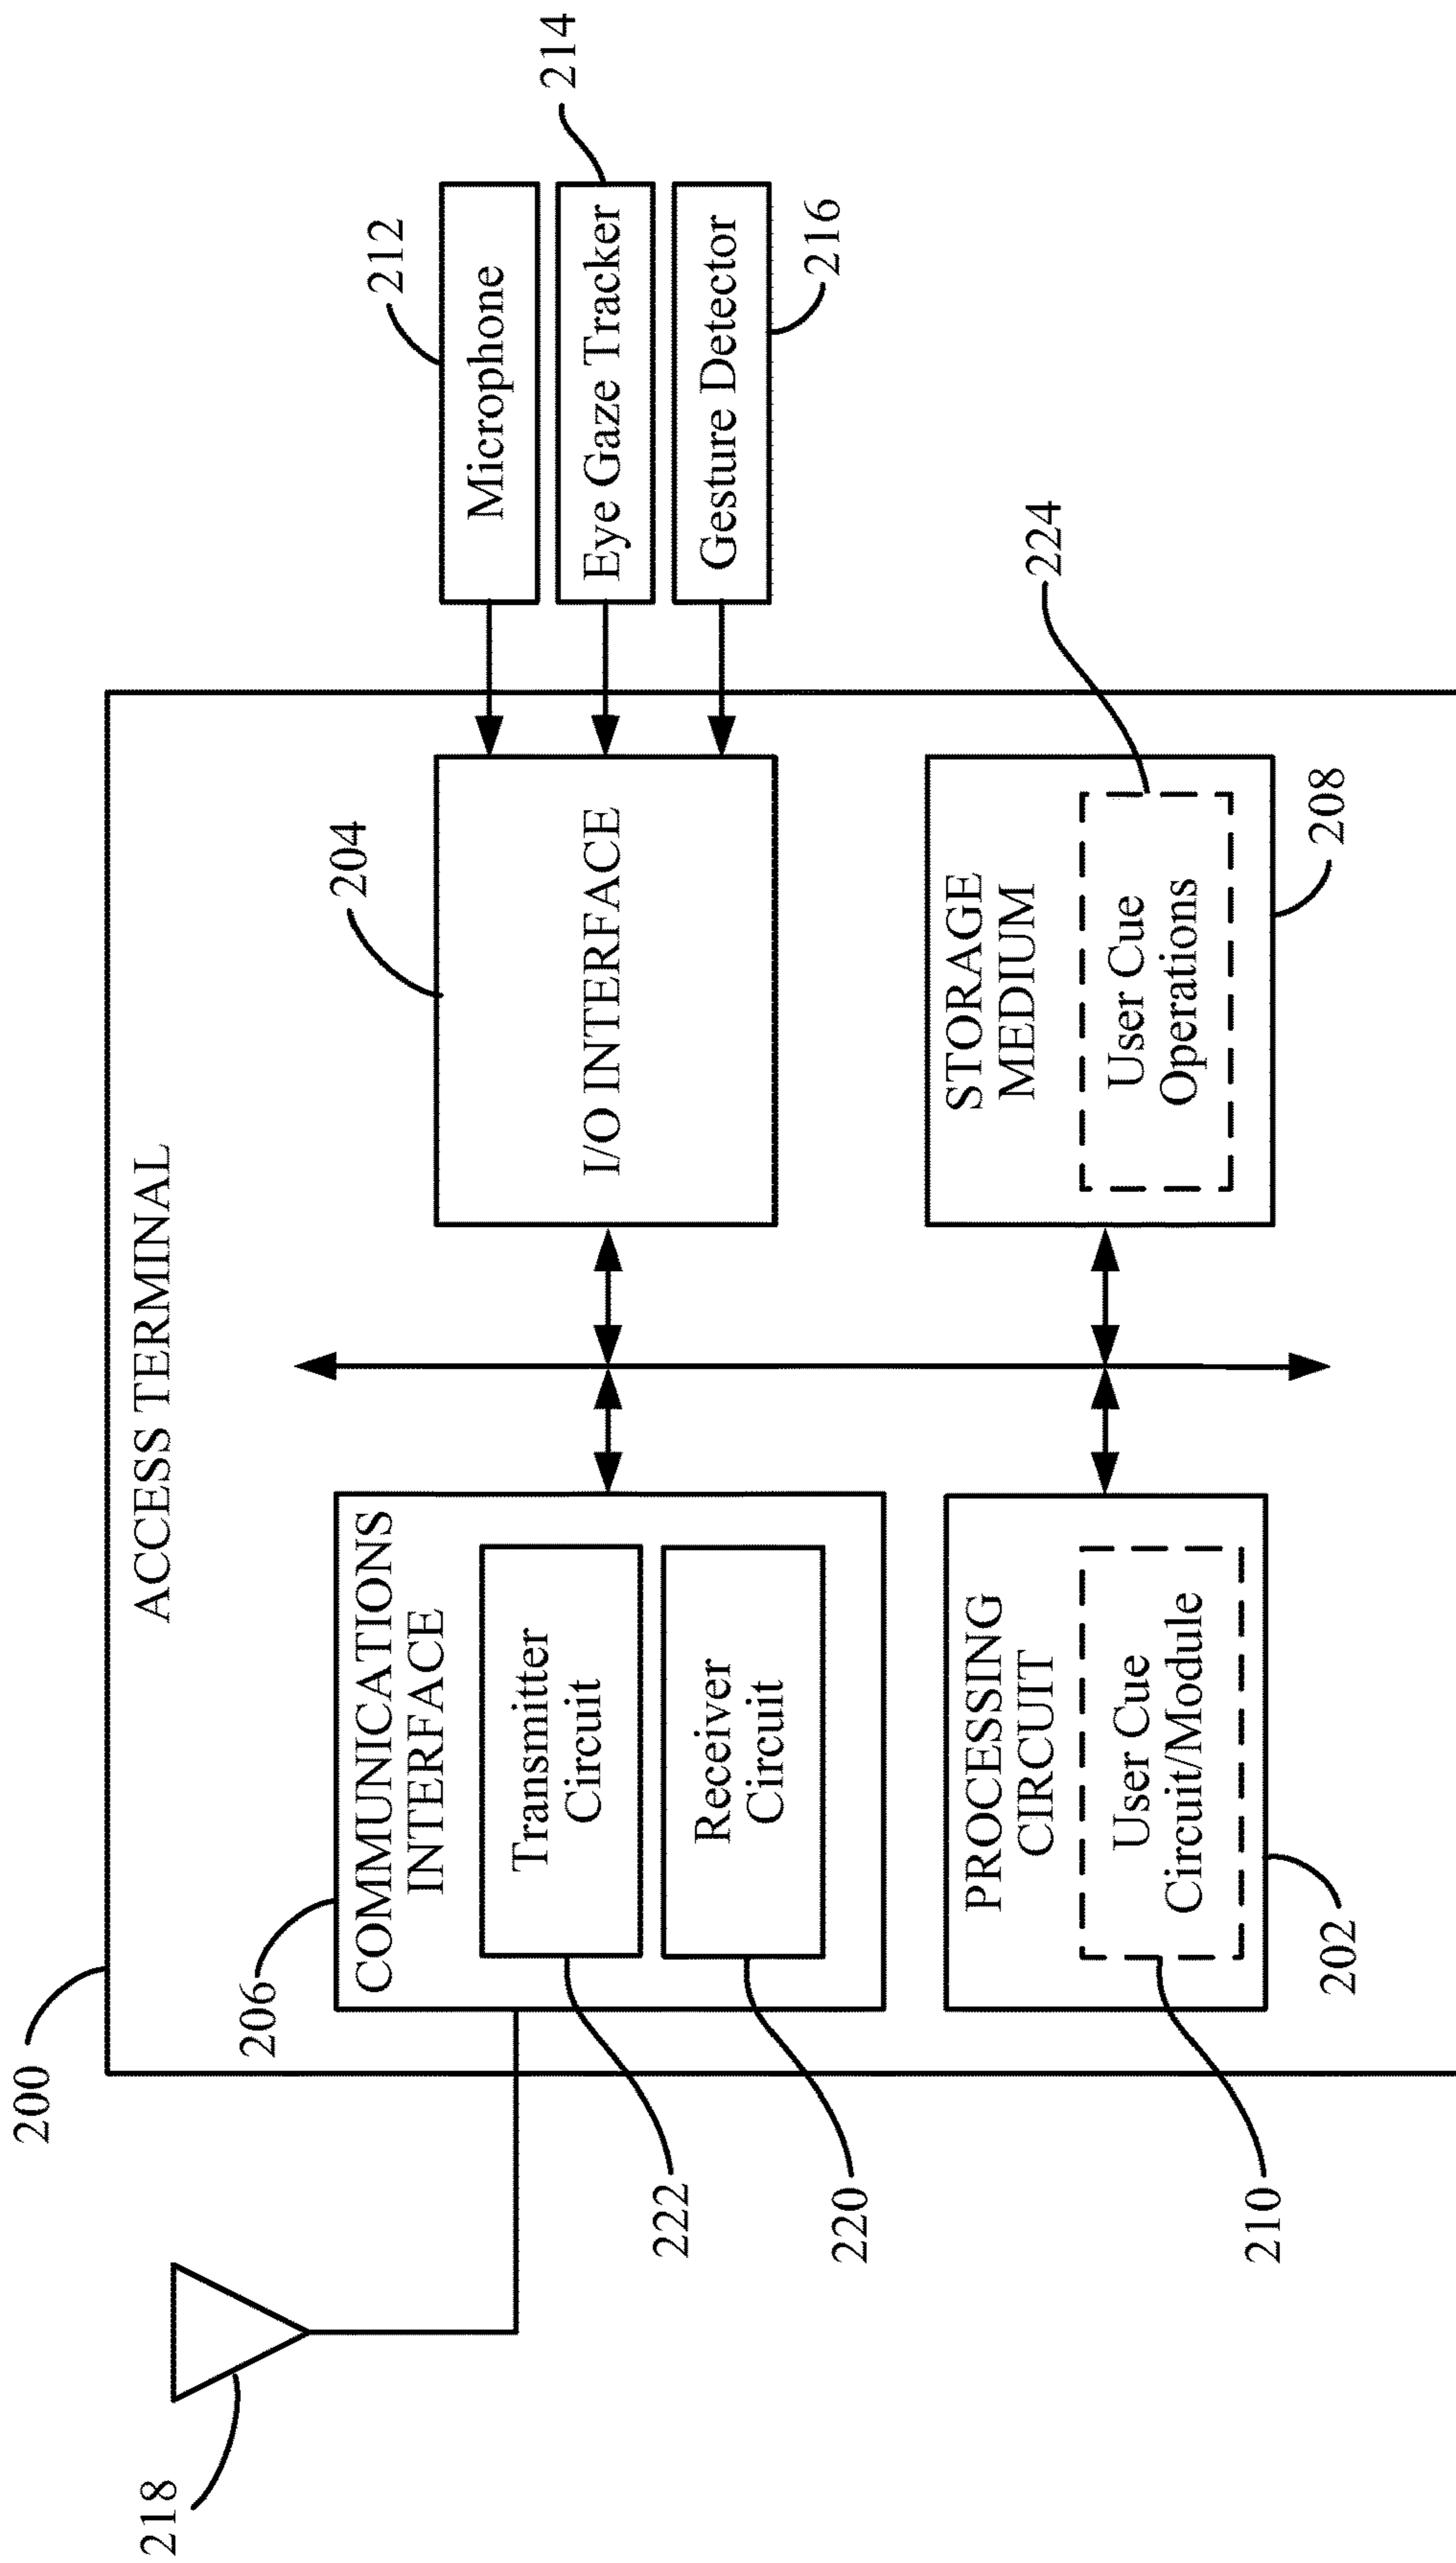 200
ACCESS TERMINAL
218
206
COMMUNICATIONS
INTERFACE
Transmitter
Circuit
Receiver
Circuit
222
220
204
I/O INTERFACE
212
Microphone
214
Eye Gaze Tracker
Gesture Detector
216
PROCESSING
CIRCUIT
User Cue
Circuit/Module
210
202
STORAGE
MEDIUM
User Cue
Operations
224
208